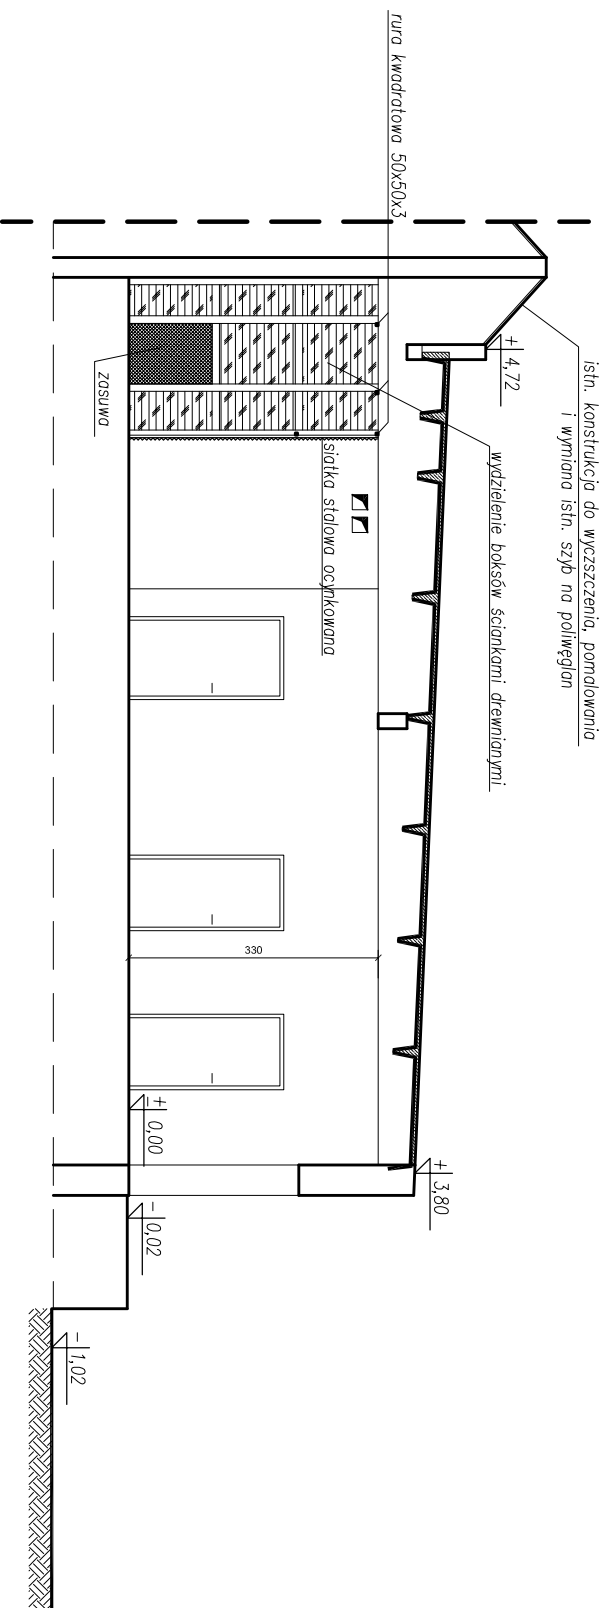 istn. konstrukcja do wyczszczenia, pomalowania
i wymiana istn. szyb na poliwęglan
+ 4,72
wydzielenie boksów ściankami drewnianymi
rura kwadratowa 50x50x3
siatka stalowa ocynkowana
zasuwa
330
+ 3,80
± 0,00
- 0,02
- 1,02